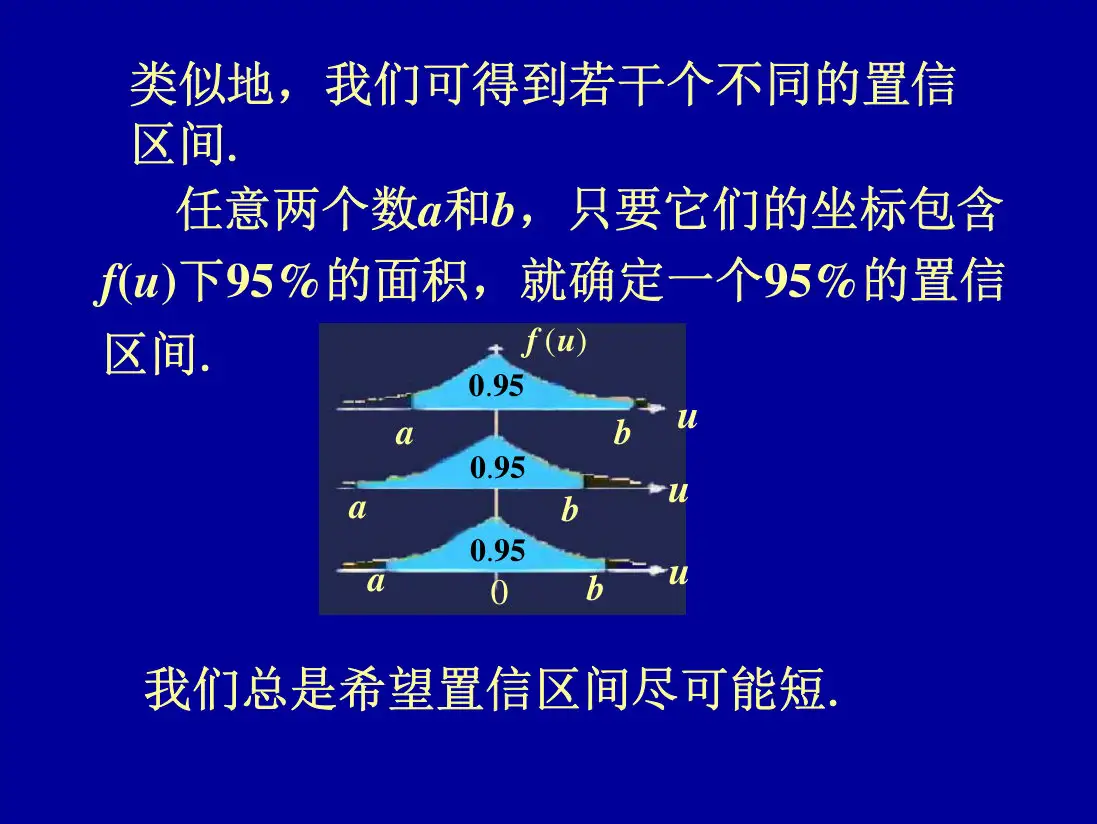 类似地，我们可得到若干个不同的置信
区间.
任意两个数a和b，只要它们的坐标包含
f(u)下95%的面积，就确定一个95%的置信
区间.
f (u)
0.95
u
a
b
0.95
u
a
b
0.95
u
a
0
b
我们总是希望置信区间尽可能短.